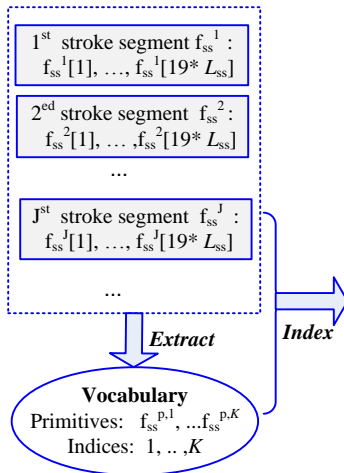 1st stroke segment fss1 :
fss1[1], …, fss1[19* Lss]
2ed stroke segment fss2 :
fss2[1], … ,fss2[19* Lss]
...
Jst stroke segment fssJ :
fssJ[1], …, fssJ[19* Lss]
...
Extract
Index
Vocabulary
Primitives: fssp,1, ...fssp,K
Indices: 1, .. ,K